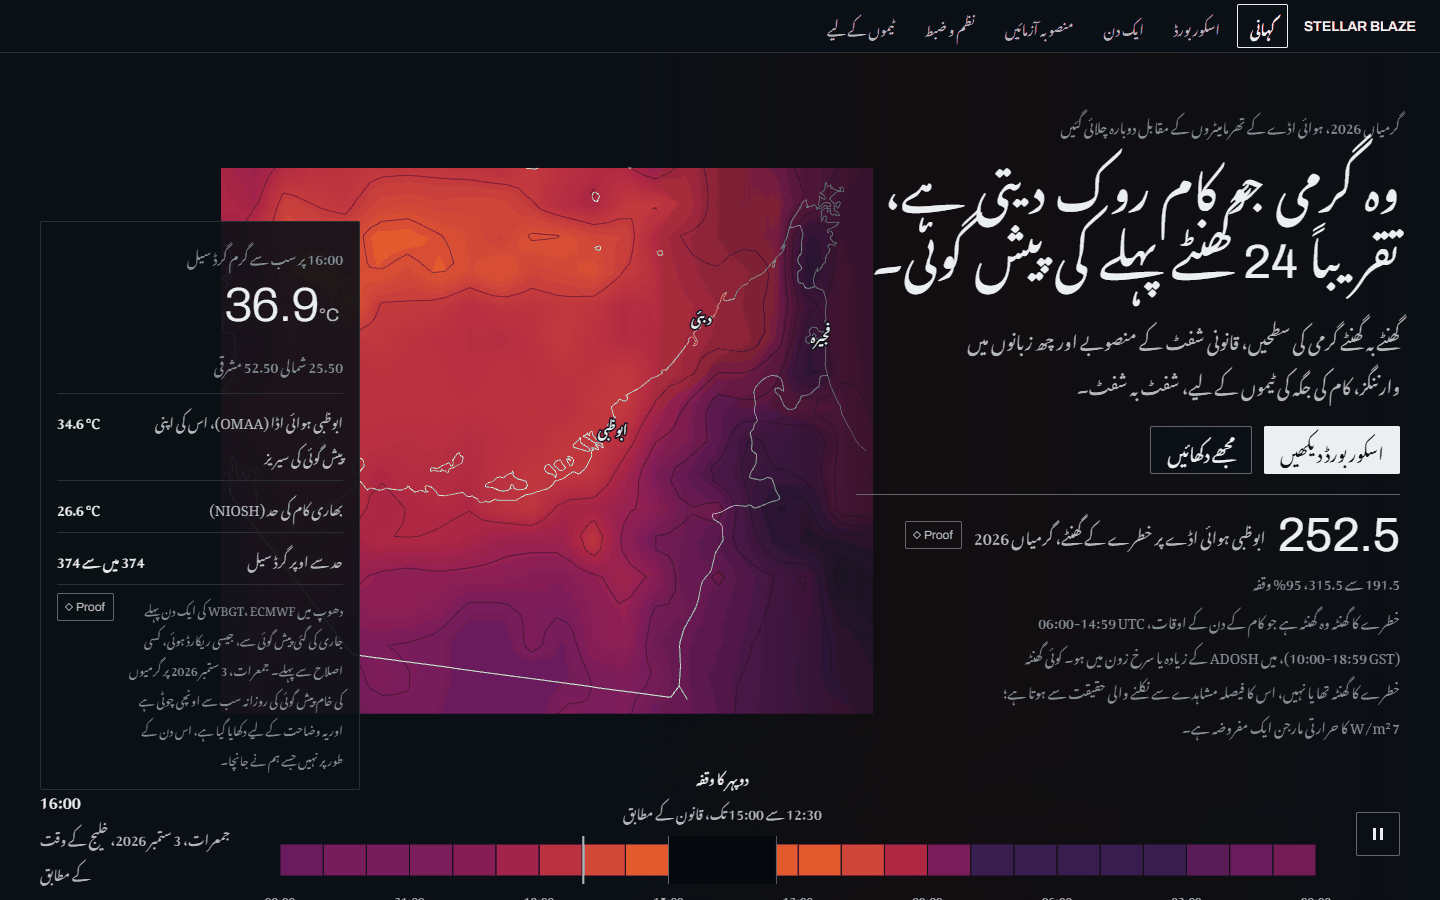 STELLAR BLAZE
کہانی
اسکور بورڈ
ایک دن
منصوبہ آزمائیں
نظم و ضبط
ٹیموں کے لیے
گرمیاں 2026، ہوائی اڈے کے تھرمامیٹروں کے مقابل دوبارہ چلائی گئیں
وہ گرمی جو کام روک دیتی ہے،
تقریباً 24 گھنٹے پہلے کی پیش گوئی۔
گھنٹے بہ گھنٹے گرمی کی سطحیں، قانونی شفٹ کے منصوبے اور چھ زبانوں میں
وارننگز، کام کی جگہ کی ٹیموں کے لیے، شفٹ بہ شفٹ۔
اسکور بورڈ دیکھیں
مجھے دکھائیں
252.5 ابوظبی ہوائی اڈے پر خطرے کے گھنٹے، گرمیاں 2026
◇ Proof
191.5 سے 315.5، 95% وقفہ
خطرے کا گھنٹہ وہ گھنٹہ ہے جو کام کے دن کے اوقات، 06:00-14:59 UTC
(10:00-18:59 GST)، میں ADOSH کے زیادہ یا سرخ زون میں ہو۔ کوئی گھنٹہ
خطرے کا گھنٹہ تھا یا نہیں، اس کا فیصلہ مشاہدے سے نکلنے والی حقیقت سے ہوتا ہے؛
7 W/m² کا حرارتی مارجن ایک مفروضہ ہے۔
دبئی
فجیرہ
ابوظبی
16:00 پر سب سے گرم گرڈ سیل
36.9°C
25.50 شمالی 52.50 مشرقی
ابوظبی ہوائی اڈا (OMAA)، اس کی اپنی
پیش گوئی کی سیریز
34.6 °C
بھاری کام کی حد (NIOSH)
26.6 °C
حد سے اوپر گرڈ سیل
374 میں سے 374
دھوپ میں WBGT، ECMWF کی ایک دن پہلے
جاری کی گئی پیش گوئی سے، جیسی ریکارڈ ہوئی، کسی
اصلاح سے پہلے۔ جمعرات، 3 ستمبر 2026 پر گرمیوں
کی خام پیش گوئی کی روزانہ سب سے اونچی چوٹی ہے
اور یہ وضاحت کے لیے دکھایا گیا ہے، اس دن کے
طور پر نہیں جسے ہم نے جانچا۔
◇ Proof
دوپہر کا وقفہ
12:30 سے 15:00 تک، قانون کے مطابق
16:00
جمعرات، 3 ستمبر 2026، خلیج کے وقت
کے مطابق